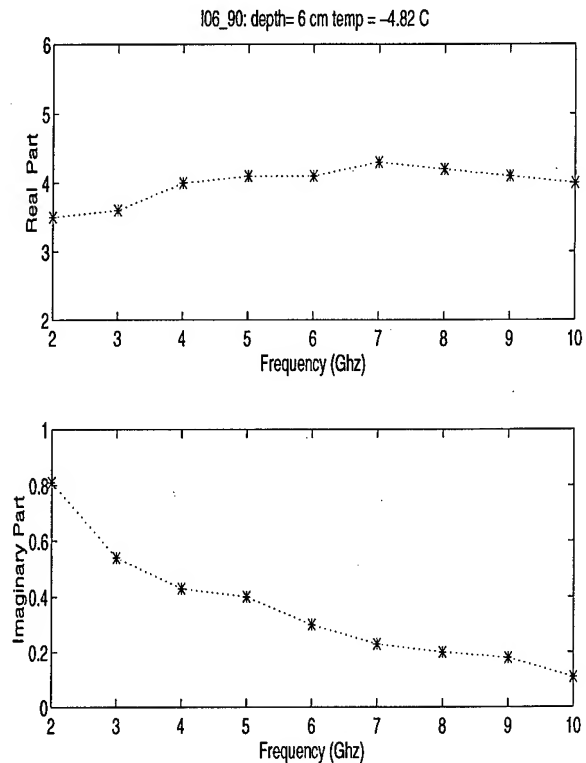 I06_90: depth= 6 cm temp = −4.82 C
6
5
4
3
2
Real Part
2 3 4 5 6 7 8 9 10
Frequency (Ghz)
1
0.8
0.6
0.4
0.2
0
Imaginary Part
2 3 4 5 6 7 8 9 10
Frequency (Ghz)